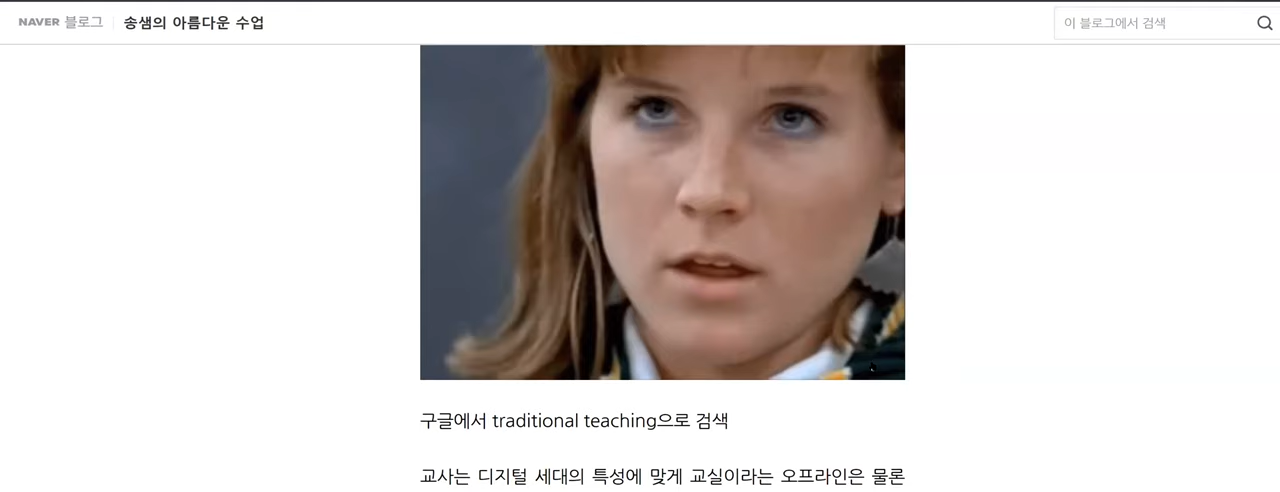 NAVER 블로그 송샘의 아름다운 수업 이 블로그에서 검색
구글에서 traditional teaching으로 검색
교사는 디지털 세대의 특성에 맞게 교실이라는 오프라인은 물론